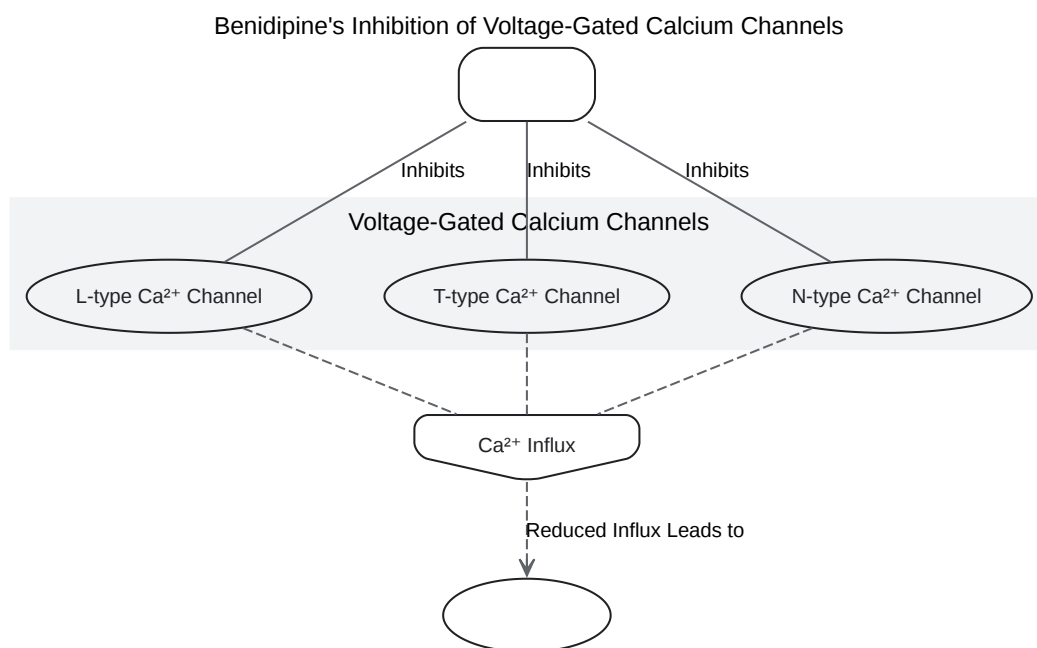 Benidipine's Inhibition of Voltage-Gated Calcium Channels
Inhibits
Inhibits
Inhibits
Voltage-Gated Calcium Channels
L-type Ca²⁺ Channel
T-type Ca²⁺ Channel
N-type Ca²⁺ Channel
Ca²⁺ Influx
Reduced Influx Leads to